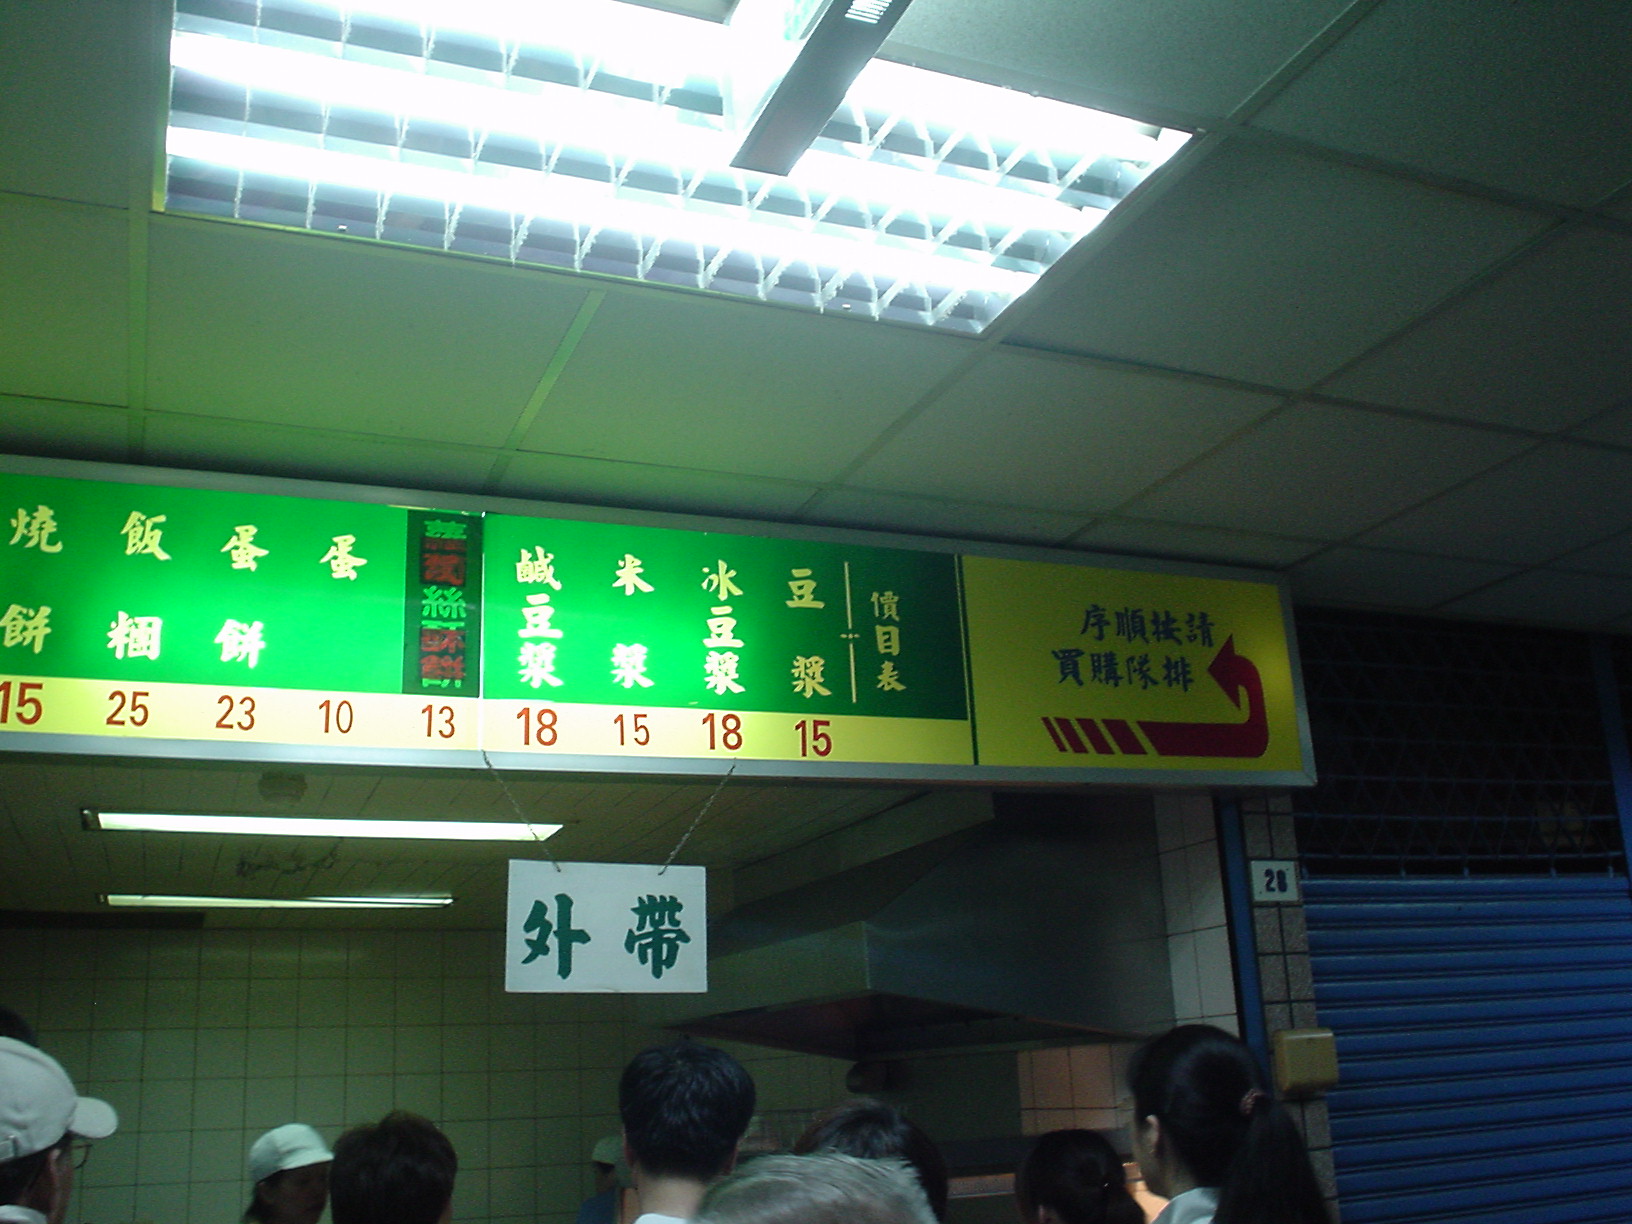 請按順序
排隊購買
價目表
豆漿
15
冰豆漿
18
米漿
15
鹹豆漿
18
蘿蔔絲酥餅
13
蛋
10
蛋餅
23
飯糰
25
燒餅
15
外帶
28